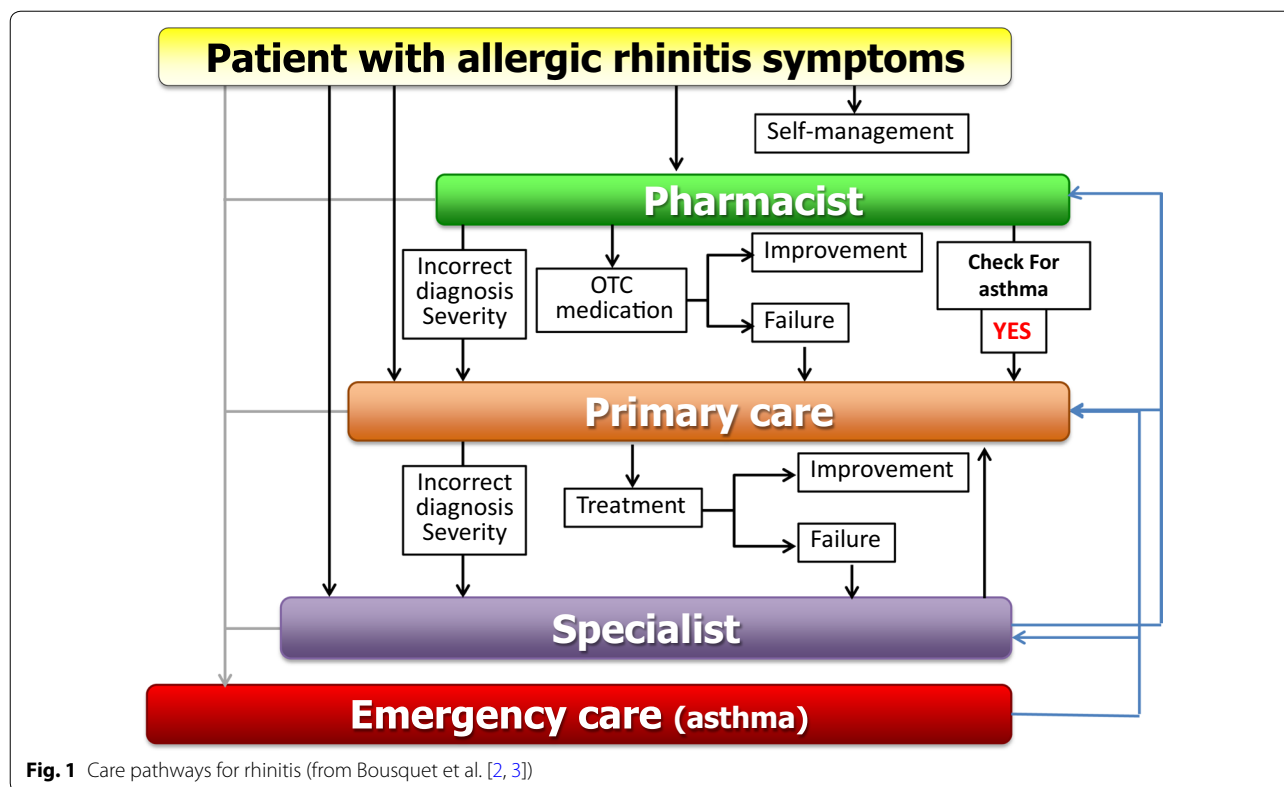 Patient with allergic rhinitis symptoms
Self-management
Pharmacist
Incorrect
diagnosis
Severity
OTC
medication
Improvement
Failure
Check For
asthma
YES
Primary care
Incorrect
diagnosis
Severity
Treatment
Improvement
Failure
Specialist
Emergency care (asthma)
Fig. 1 Care pathways for rhinitis (from Bousquet et al. [2, 3])